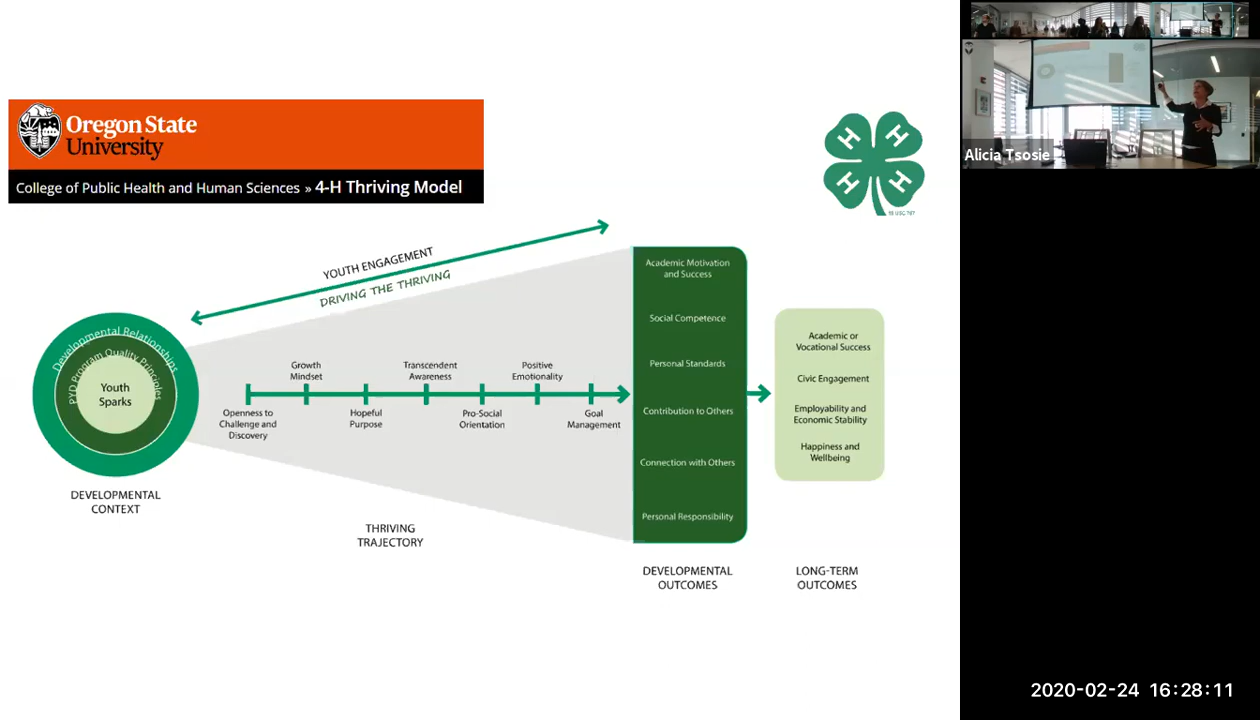 Oregon State
University
College of Public Health and Human Sciences » 4-H Thriving Model
H H
H H
18 USC 707
YOUTH ENGAGEMENT
DRIVING THE THRIVING
Developmental Relationships
PYD Program Quality Principles
Youth
Sparks
DEVELOPMENTAL
CONTEXT
Growth
Mindset
Transcendent
Awareness
Positive
Emotionality
Openness to
Challenge and
Discovery
Hopeful
Purpose
Pro-Social
Orientation
Goal
Management
THRIVING
TRAJECTORY
Academic Motivation
and Success
Social Competence
Personal Standards
Contribution to Others
Connection with Others
Personal Responsibility
DEVELOPMENTAL
OUTCOMES
Academic or
Vocational Success
Civic Engagement
Employability and
Economic Stability
Happiness and
Wellbeing
LONG-TERM
OUTCOMES
Alicia Tsosie
2020-02-24 16:28:11